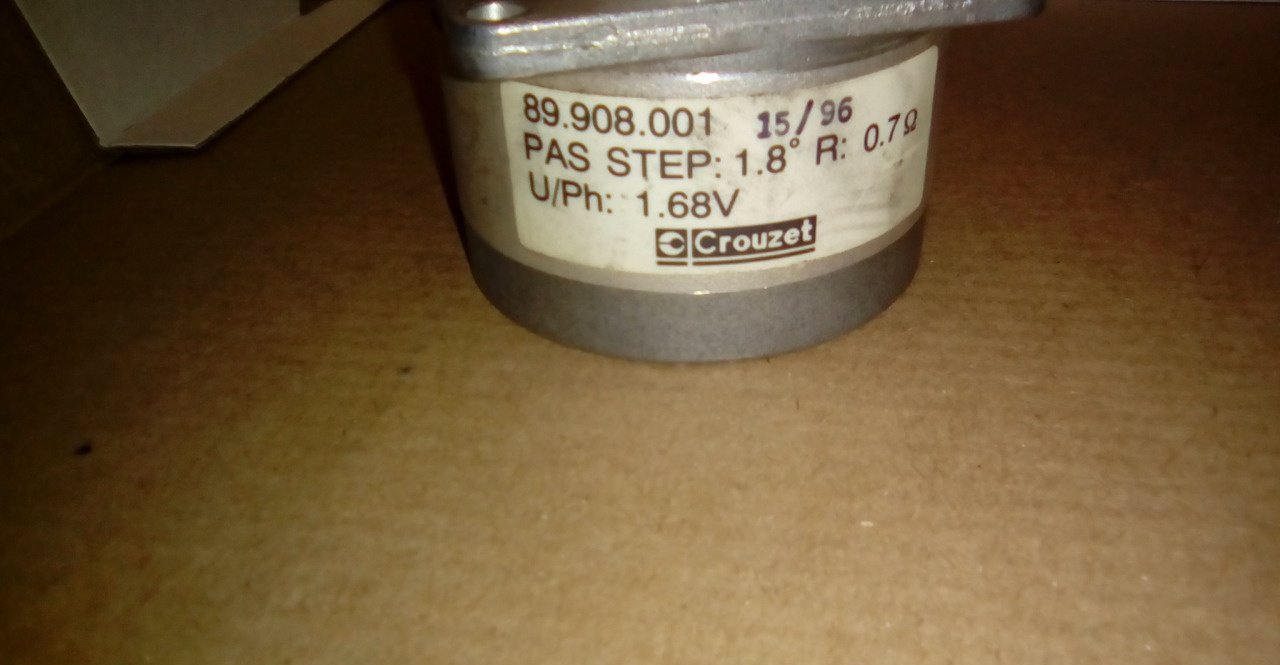 89.908.001 15/96
PAS STEP: 1.8° R: 0.7Ω
U/Ph: 1.68V
Crouzet